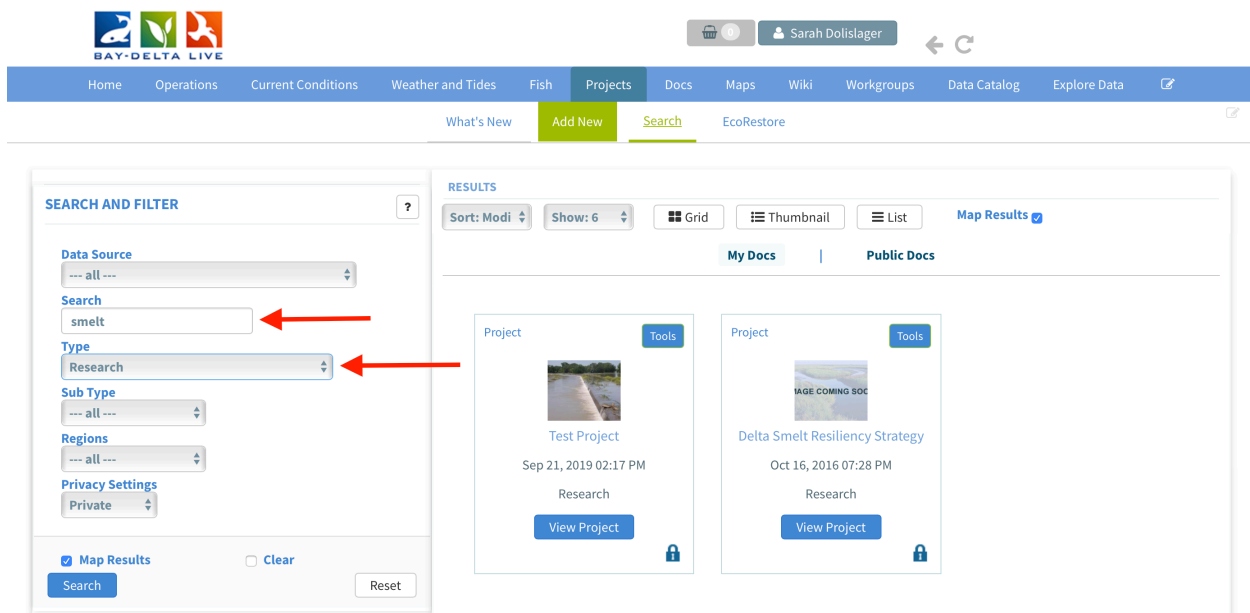 BAY-DELTA LIVE
0
Sarah Dolislager
Home Operations Current Conditions Weather and Tides Fish Projects Docs Maps Wiki Workgroups Data Catalog Explore Data
What's New Add New Search EcoRestore
SEARCH AND FILTER
?
Data Source
--- all ---
Search
smelt
Type
Research
Sub Type
--- all ---
Regions
--- all ---
Privacy Settings
Private
Map Results Clear
Search Reset
RESULTS
Sort: Modi Show: 6 Grid Thumbnail List Map Results
My Docs | Public Docs
Project Tools
Test Project
Sep 21, 2019 02:17 PM
Research
View Project
Project Tools
IAGE COMING SOO
Delta Smelt Resiliency Strategy
Oct 16, 2016 07:28 PM
Research
View Project